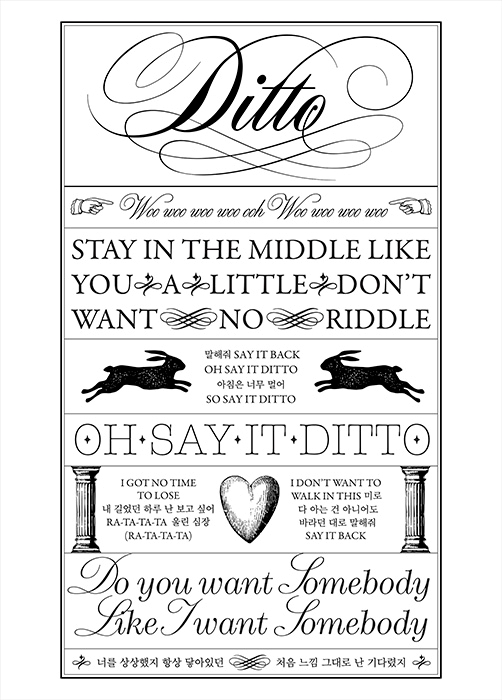 Ditto
Woo woo woo woo ooh Woo woo woo woo
STAY IN THE MIDDLE LIKE
YOU A LITTLE DON'T
WANT NO RIDDLE
말해줘 SAY IT BACK
OH SAY IT DITTO
아침은 너무 멀어
SO SAY IT DITTO
OH·SAY·IT·DITTO
I GOT NO TIME
TO LOSE
내 길었던 하루 난 보고 싶어
RA-TA-TA-TA 울린 심장
(RA-TA-TA-TA)
I DON'T WANT TO
WALK IN THIS 미로
다 아는 건 아니어도
바라던 대로 말해줘
SAY IT BACK
Do you want Somebody
Like I want Somebody
너를 상상했지 항상 닿아있던 처음 느낌 그대로 난 기다렸지